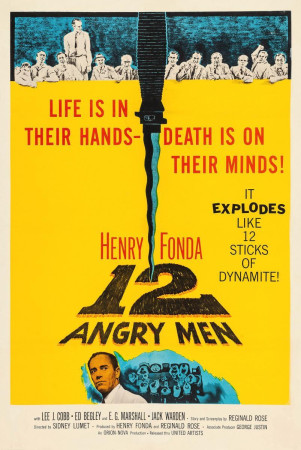 LIFE IS IN
THEIR HANDS- DEATH IS ON
THEIR MINDS!
IT
EXPLODES
LIKE
12
STICKS
OF
DYNAMITE!
HENRY FONDA
12
ANGRY MEN
with LEE J. COBB · ED BEGLEY and E. G. MARSHALL · JACK WARDEN · Story and Screenplay by REGINALD ROSE
Directed by SIDNEY LUMET · Produced by HENRY FONDA and REGINALD ROSE · Associate Producer GEORGE JUSTIN
An ORION-NOVA Production · Released thru UNITED ARTISTS